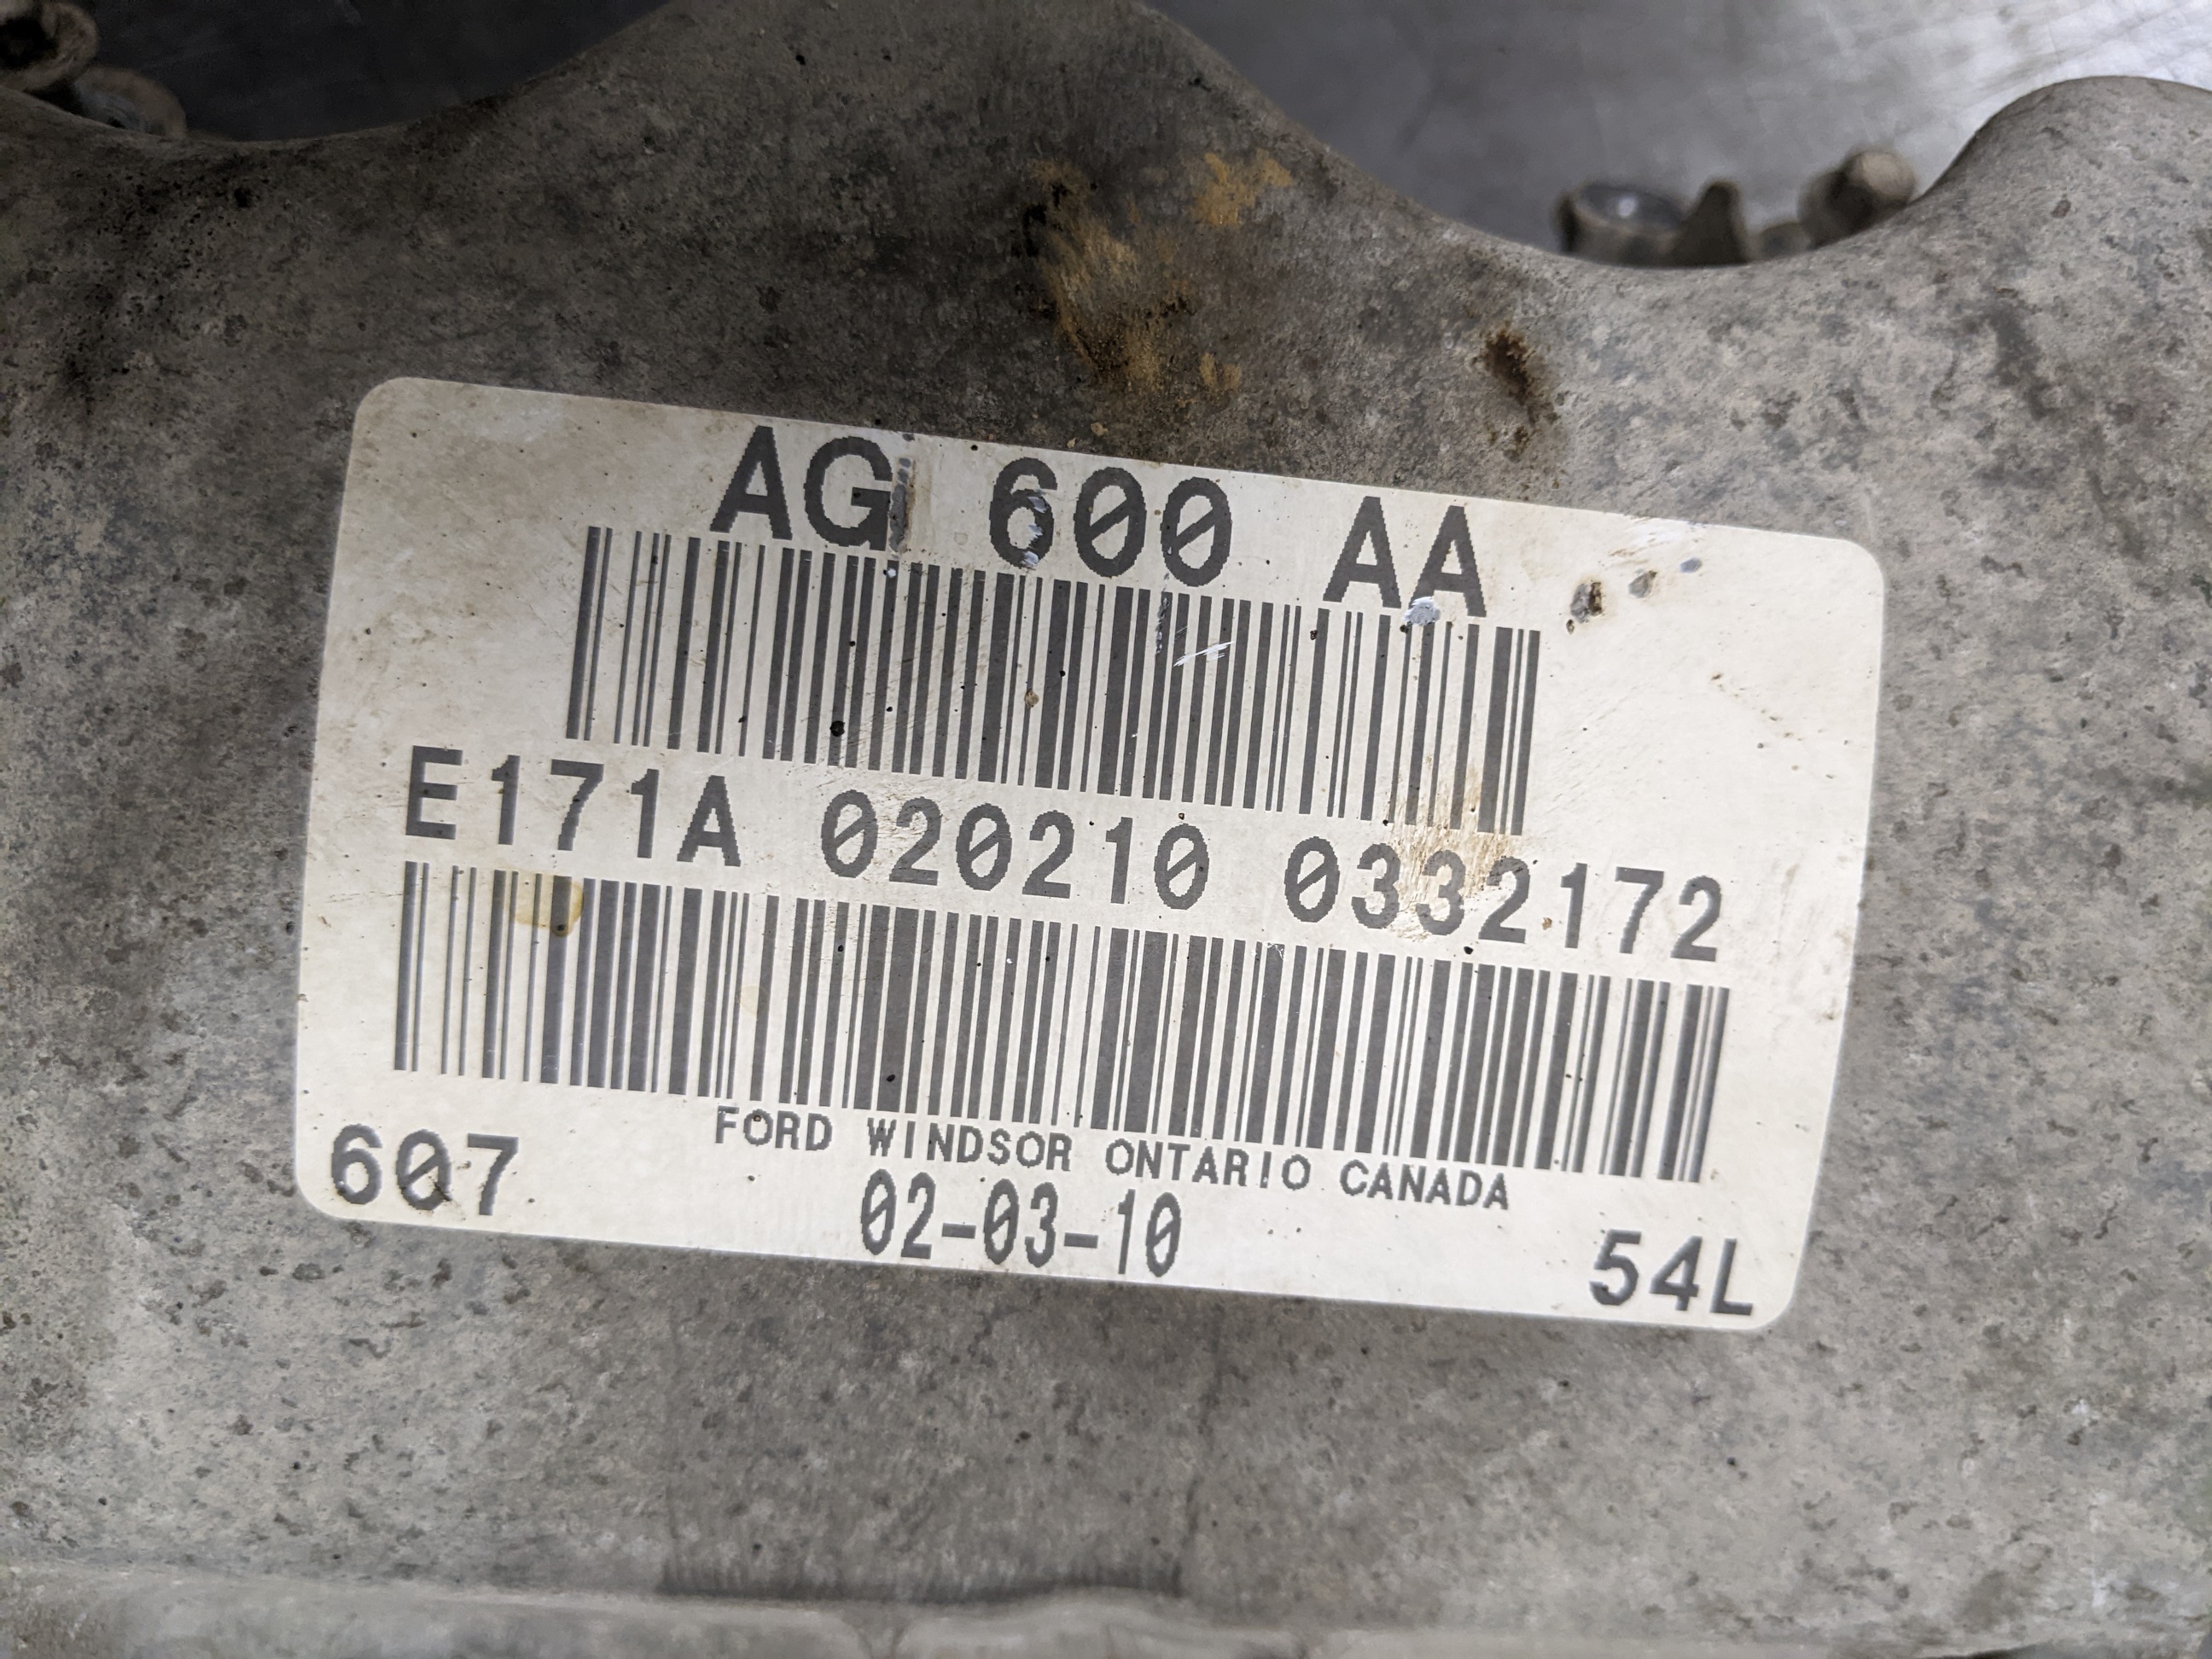 AG 600 AA
E171A 020210 0332172
FORD WINDSOR ONTARIO CANADA
607 02-03-10 54L